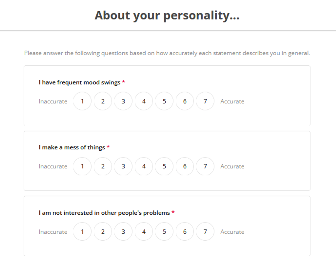 About your personality...
Please answer the following questions based on how accurately each statement describes you in general.
I have frequent mood swings *
Inaccurate 1 2 3 4 5 6 7 Accurate
I make a mess of things *
Inaccurate 1 2 3 4 5 6 7 Accurate
I am not interested in other people's problems *
Inaccurate 1 2 3 4 5 6 7 Accurate